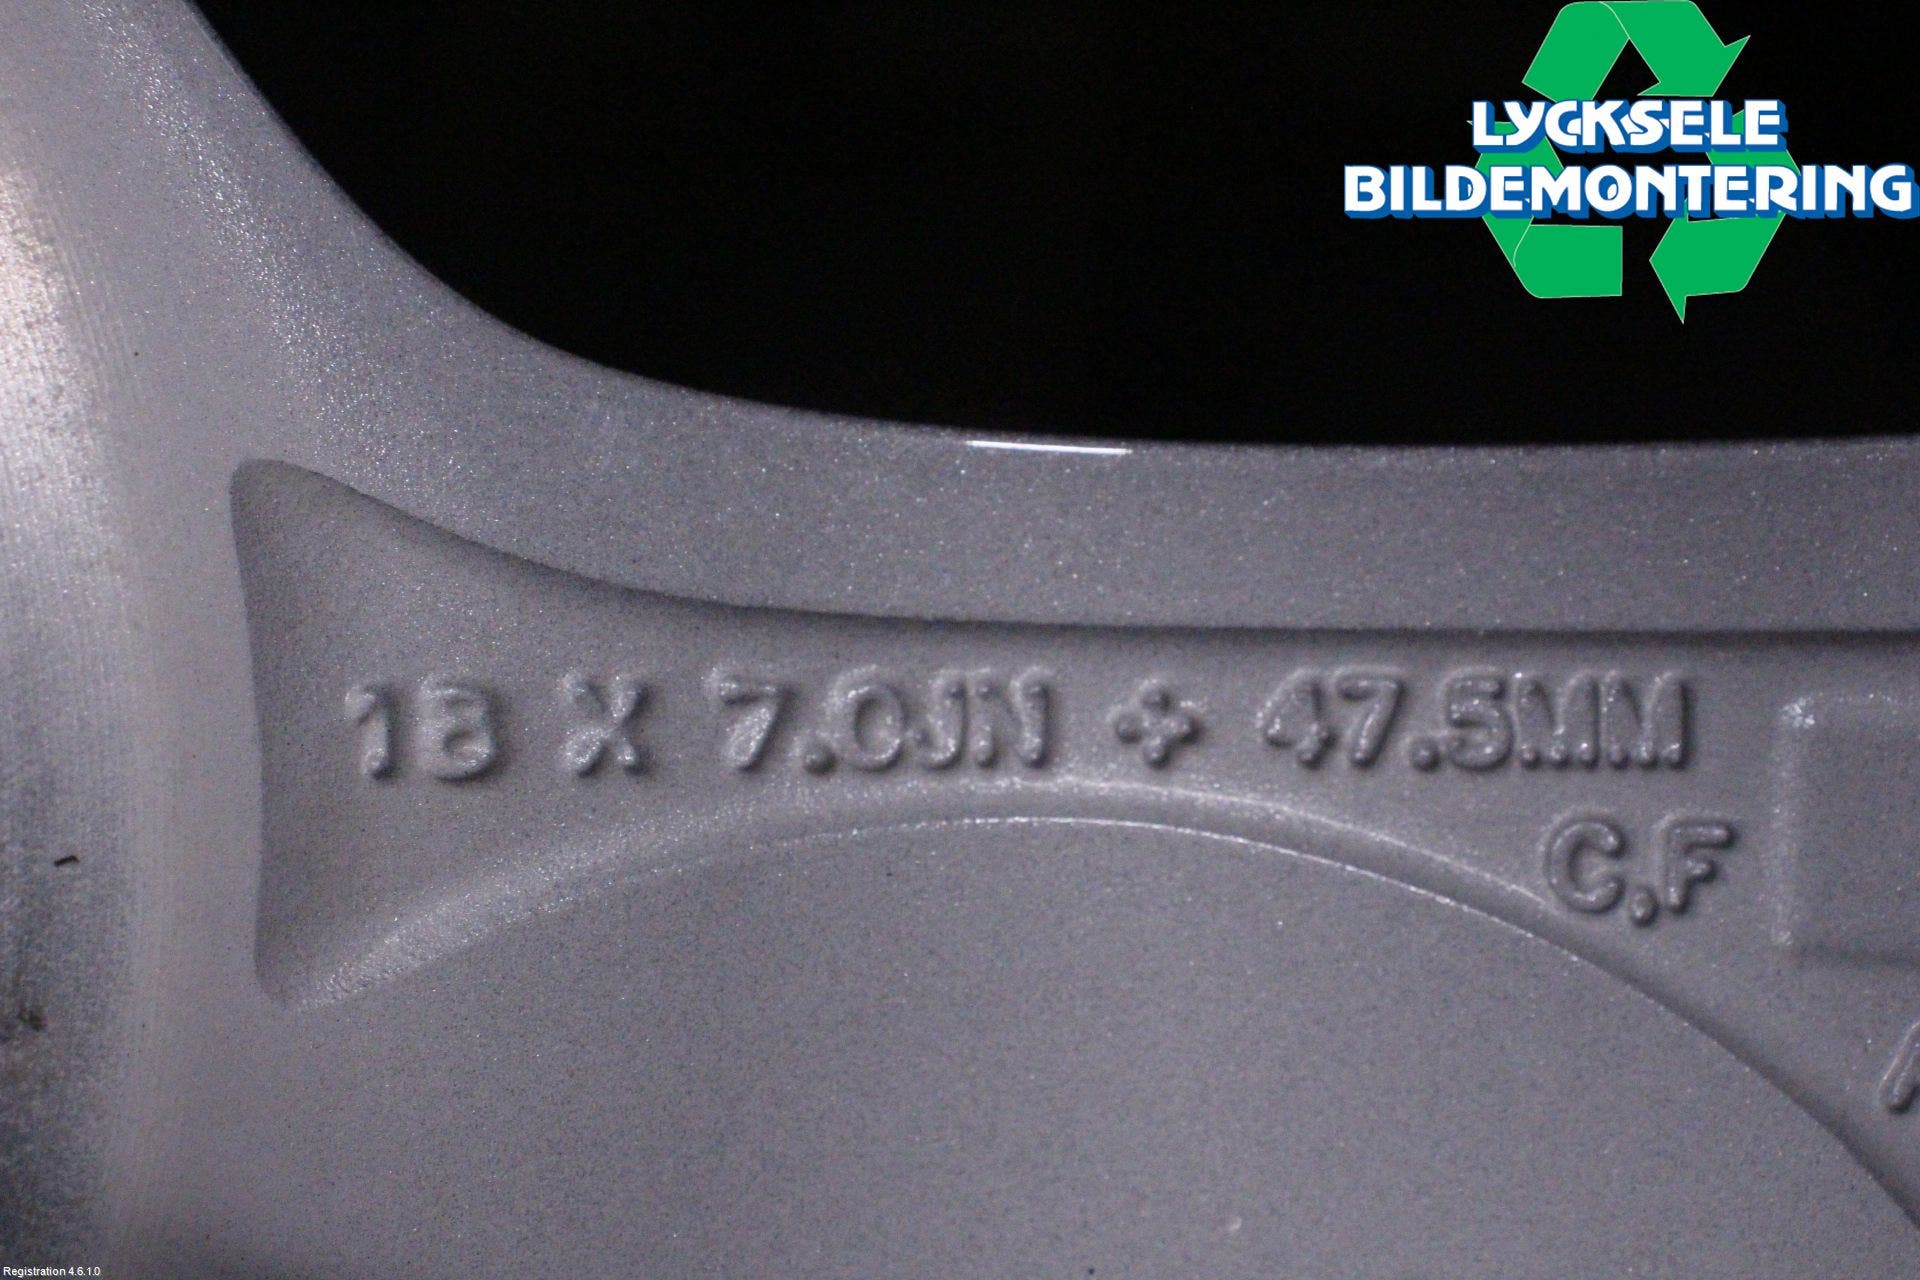 LYCKSELE
BILDEMONTERING
18 X 7.0JN + 47.5MM
C.F
Registration 4.6.1.0